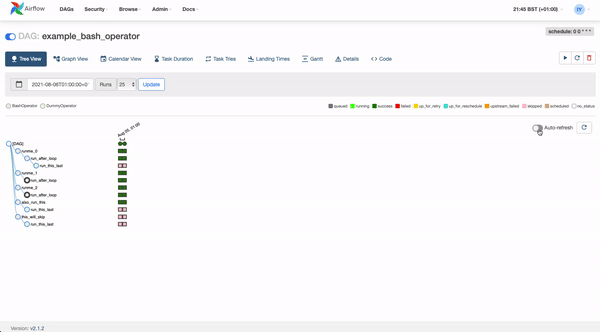 Airflow DAGs Security Browse Admin Docs 21:45 BST (+01:00) IY
DAG: example_bash_operator schedule: 0 0 * * *
Tree View Graph View Calendar View Task Duration Task Tries Landing Times Gantt Details Code
2021-08-06T01:00:00+0 Runs 25 Update
BashOperator DummyOperator queued running success failed up_for_retry up_for_reschedule upstream_failed skipped scheduled no_status
Auto-refresh
Aug 05, 01:00
[DAG]
runme_0
run_after_loop
run_this_last
runme_1
run_after_loop
runme_2
run_after_loop
also_run_this
run_this_last
this_will_skip
run_this_last
Version: v2.1.2